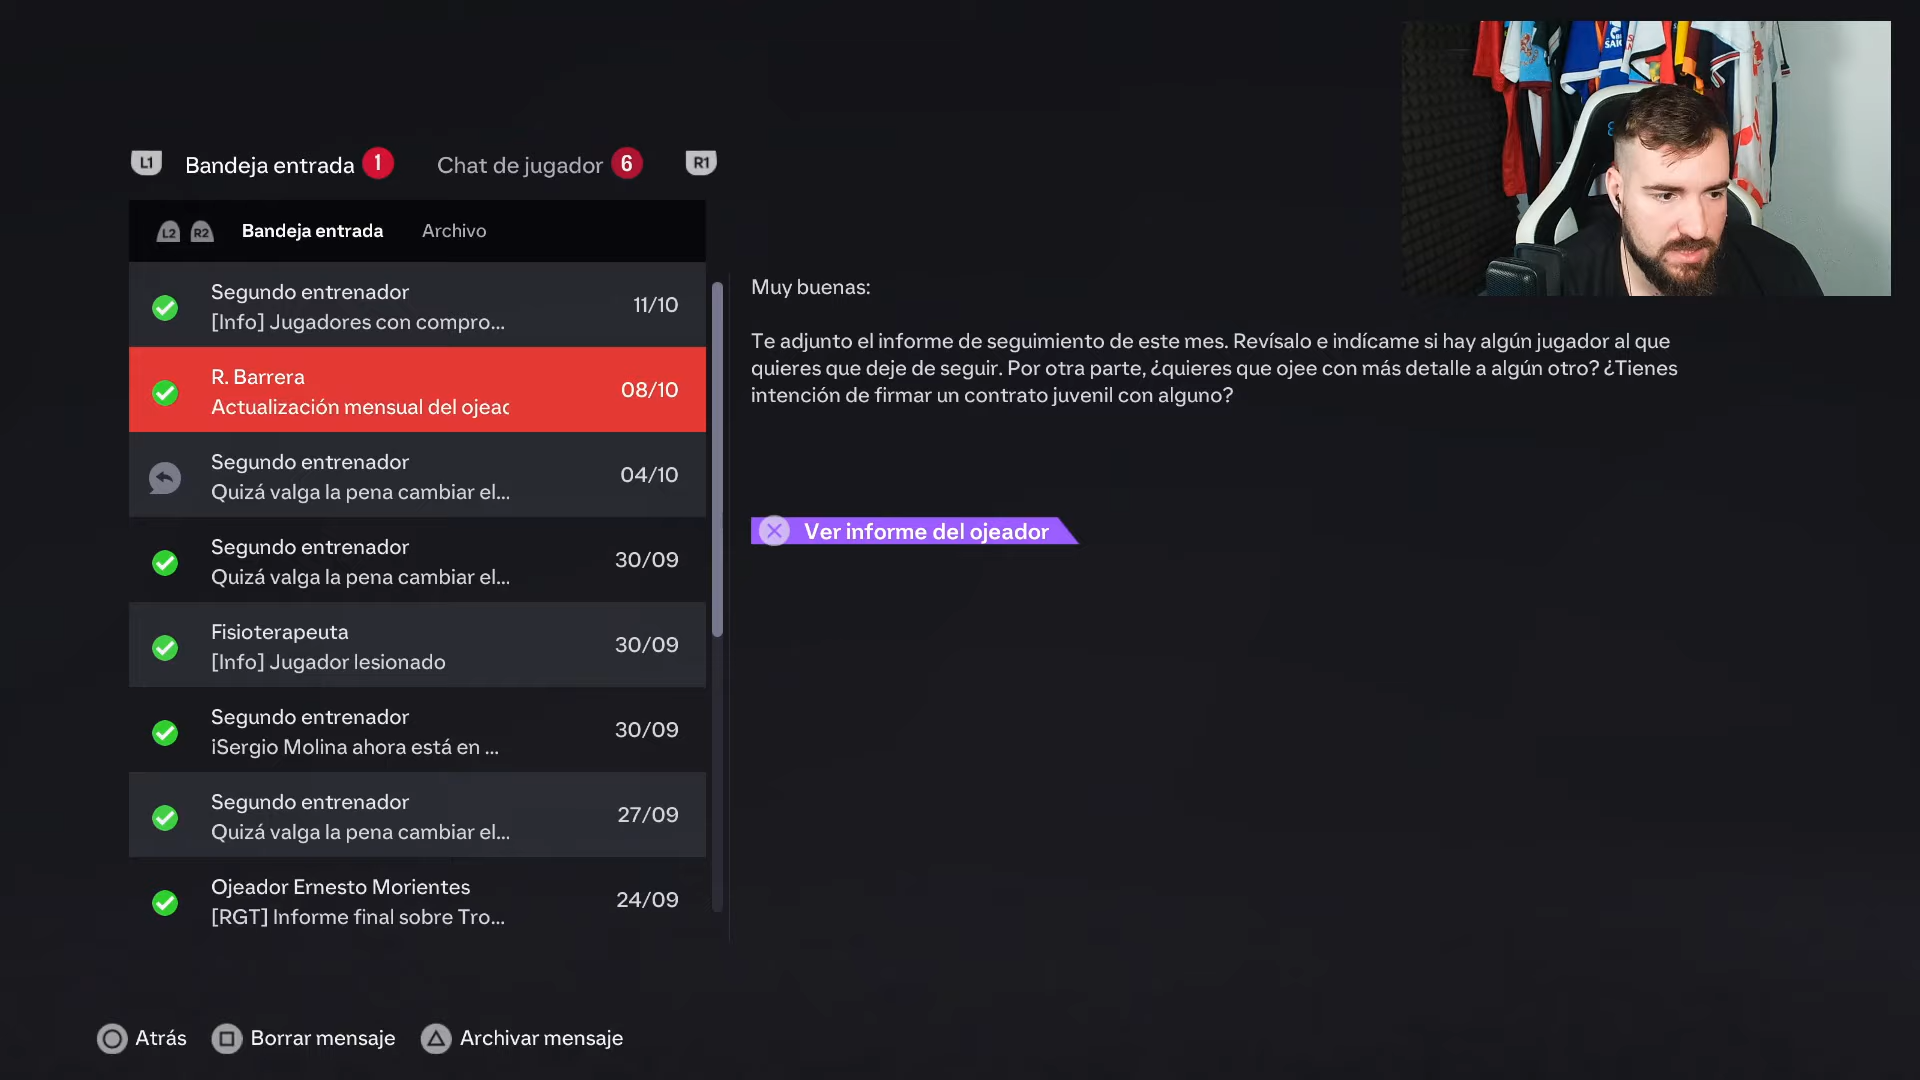 L1 Bandeja entrada 1 Chat de jugador 6 R1
L2 R2 Bandeja entrada Archivo
Segundo entrenador
[Info] Jugadores con compro...
11/10
R. Barrera
Actualización mensual del ojead
08/10
Segundo entrenador
Quizá valga la pena cambiar el...
04/10
Segundo entrenador
Quizá valga la pena cambiar el...
30/09
Fisioterapeuta
[Info] Jugador lesionado
30/09
Segundo entrenador
¡Sergio Molina ahora está en ...
30/09
Segundo entrenador
Quizá valga la pena cambiar el...
27/09
Ojeador Ernesto Morientes
[RGT] Informe final sobre Tro...
24/09
Muy buenas:
Te adjunto el informe de seguimiento de este mes. Revísalo e indícame si hay algún jugador al que
quieres que deje de seguir. Por otra parte, ¿quieres que ojee con más detalle a algún otro? ¿Tienes
intención de firmar un contrato juvenil con alguno?
Ver informe del ojeador
Atrás Borrar mensaje Archivar mensaje